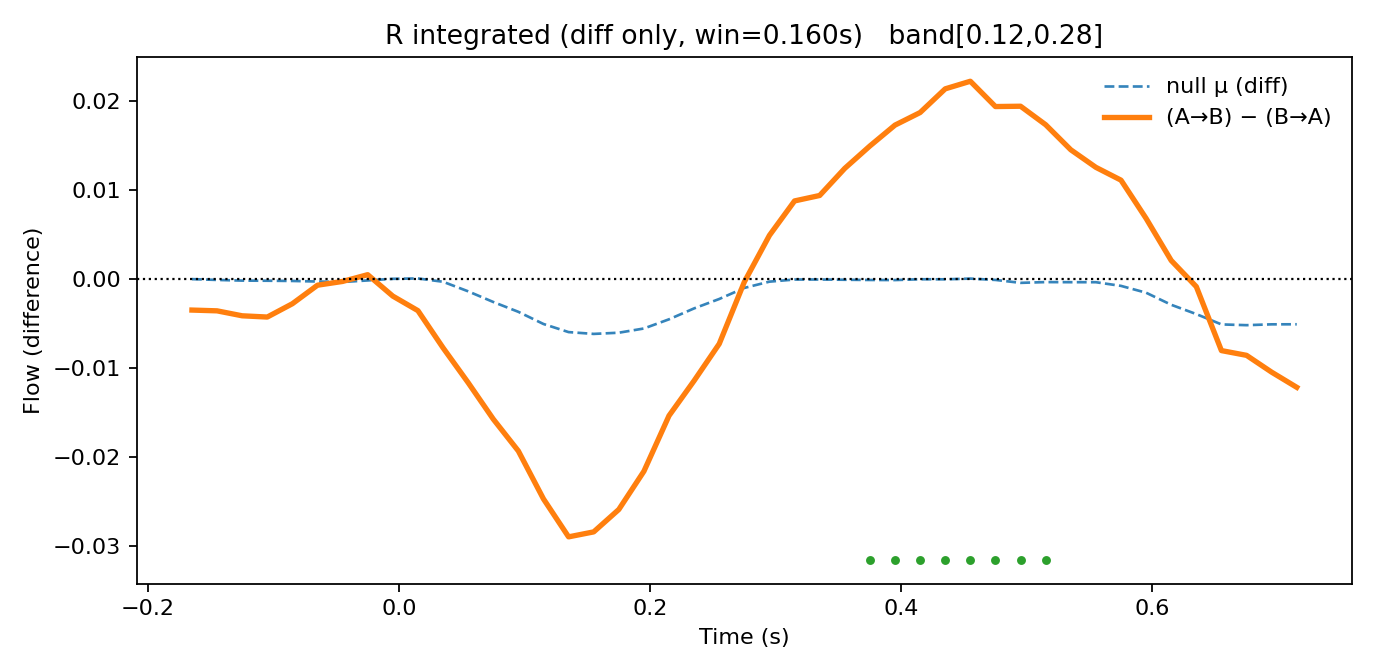 R integrated (diff only, win=0.160s)   band[0.12,0.28]
null μ (diff)
(A→B) − (B→A)
0.02
0.01
0.00
−0.01
−0.02
−0.03
Flow (difference)
−0.2
0.0
0.2
0.4
0.6
Time (s)